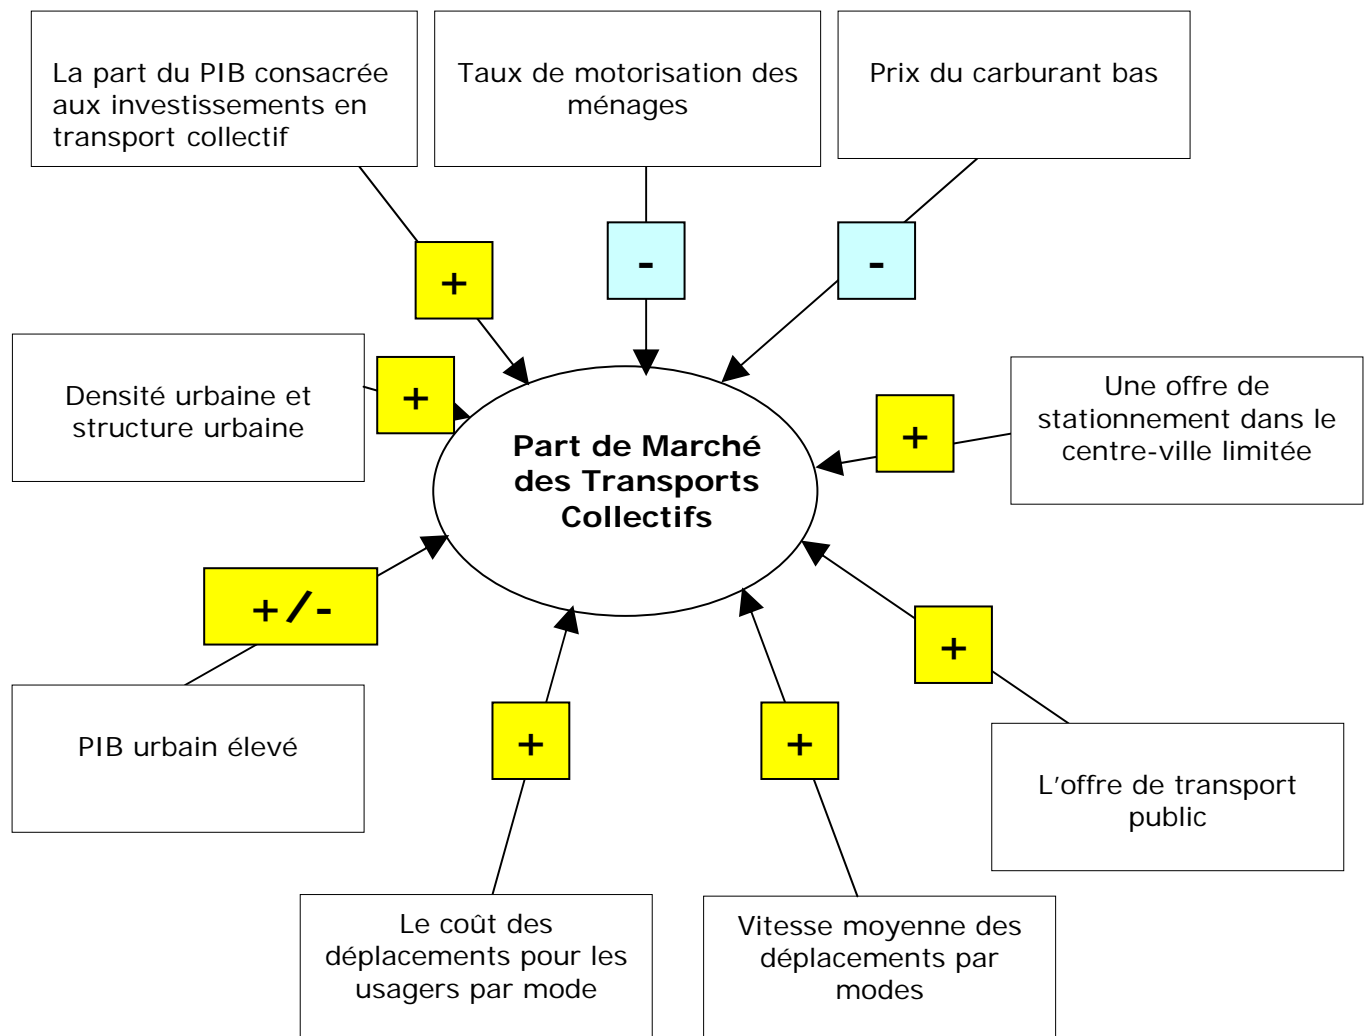 La part du PIB consacrée
aux investissements en
transport collectif
Taux de motorisation des
ménages
Prix du carburant bas
+
-
-
Densité urbaine et
structure urbaine
+
Part de Marché
des Transports
Collectifs
+
Une offre de
stationnement dans le
centre-ville limitée
+/-
PIB urbain élevé
+
+
+
L'offre de transport
public
Le coût des
déplacements pour les
usagers par mode
Vitesse moyenne des
déplacements par
modes